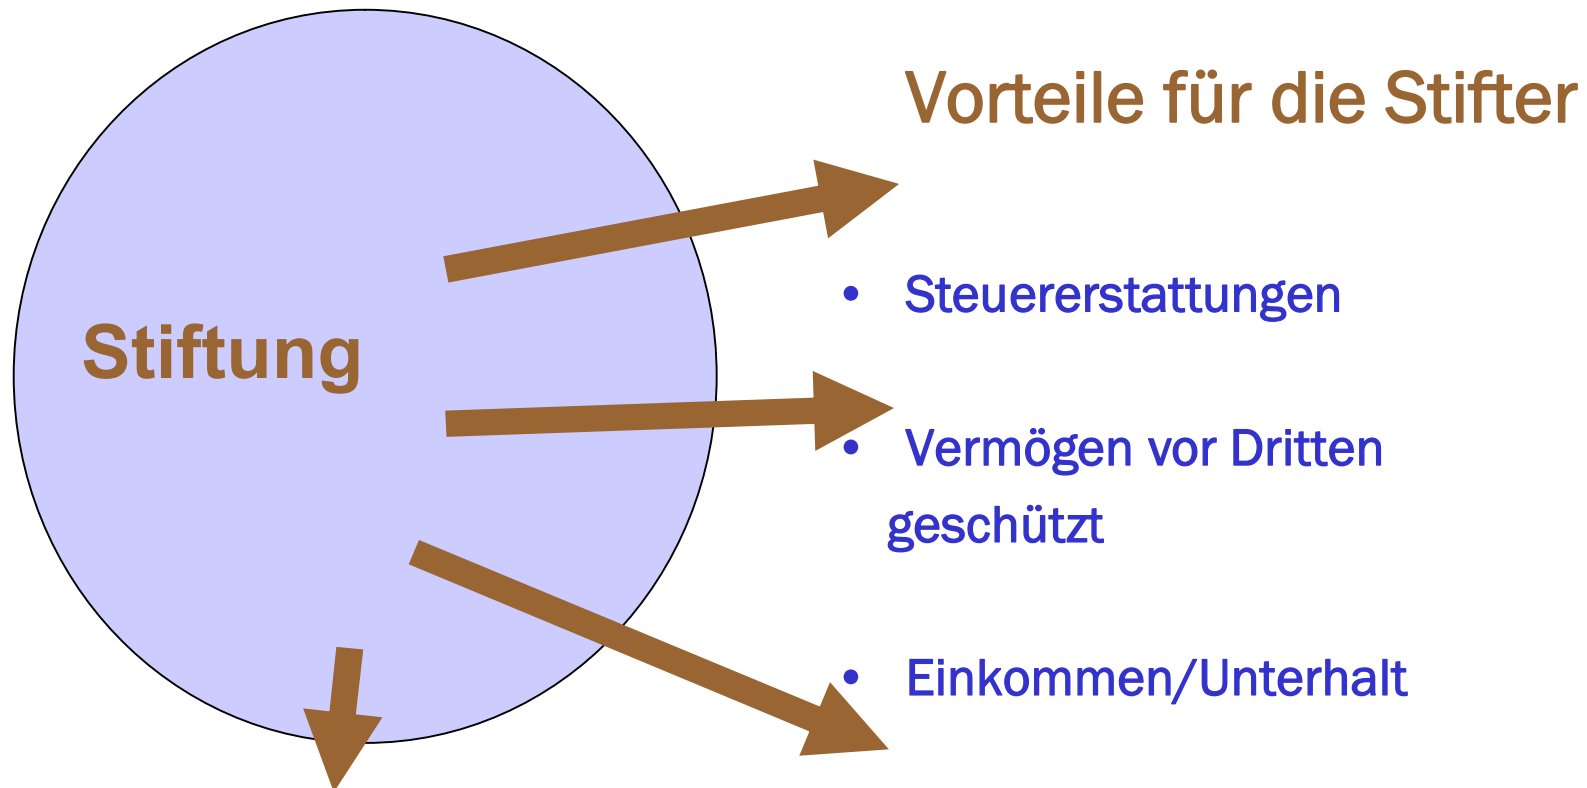 Vorteile für die Stifter
• Steuererstattungen
Stiftung
• Vermögen vor Dritten
geschützt
• Einkommen/Unterhalt